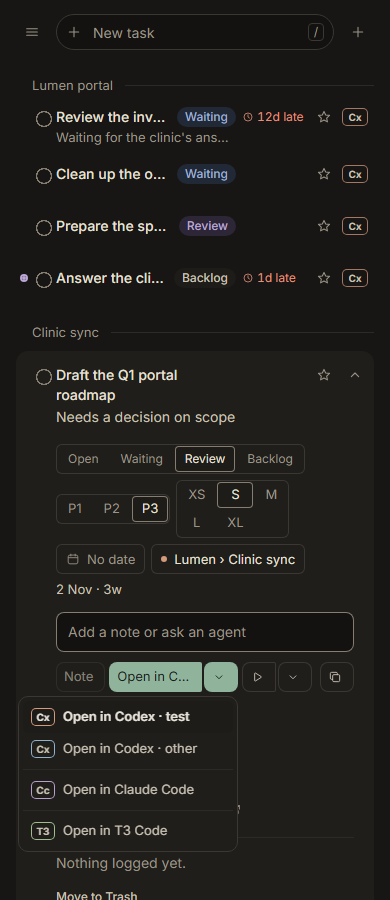 New task /
Lumen portal
Review the inv... Waiting 12d late Cx
Waiting for the clinic's ans...
Clean up the o... Waiting Cx
Prepare the sp... Review Cx
Answer the cli... Backlog 1d late Cx
Clinic sync
Draft the Q1 portal
roadmap
Needs a decision on scope
Open Waiting Review Backlog
P1 P2 P3
XS S M
L XL
No date Lumen › Clinic sync
2 Nov · 3w
Add a note or ask an agent
Note Open in C...
Cx Open in Codex · test
Cx Open in Codex · other
Cc Open in Claude Code
T3 Open in T3 Code
Nothing logged yet.
Move to Trash